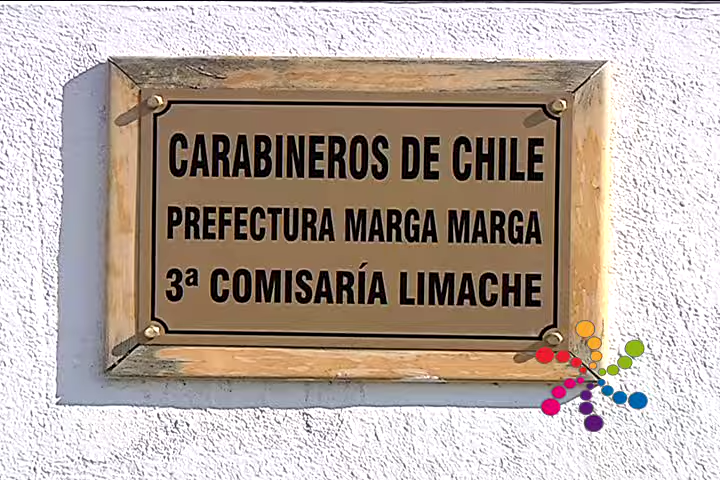 CARABINEROS DE CHILE
PREFECTURA MARGA MARGA
3ª COMISARÍA LIMACHE